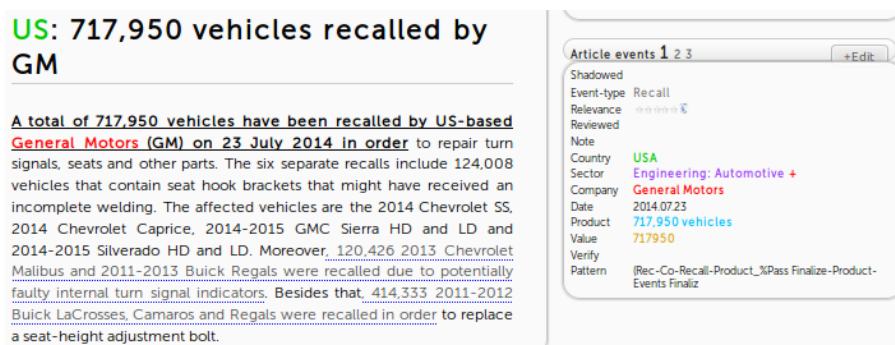 US: 717,950 vehicles recalled by
GM
A total of 717,950 vehicles have been recalled by US-based
General Motors (GM) on 23 July 2014 in order to repair turn
signals, seats and other parts. The six separate recalls include 124,008
vehicles that contain seat hook brackets that might have received an
incomplete welding. The affected vehicles are the 2014 Chevrolet SS,
2014 Chevrolet Caprice, 2014-2015 GMC Sierra HD and LD and
2014-2015 Silverado HD and LD. Moreover, 120,426 2013 Chevrolet
Malibus and 2011-2013 Buick Regals were recalled due to potentially
faulty internal turn signal indicators. Besides that, 414,333 2011-2012
Buick LaCrosses, Camaros and Regals were recalled in order to replace
a seat-height adjustment bolt.
Article events 1 2 3 +Edit
Shadowed
Event-type Recall
Relevance
Reviewed
Note
Country USA
Sector Engineering: Automotive +
Company General Motors
Date 2014.07.23
Product 717,950 vehicles
Value 717950
Verify
Pattern (Rec-Co-Recall-Product_%Pass Finalize-Product-
Events Finaliz